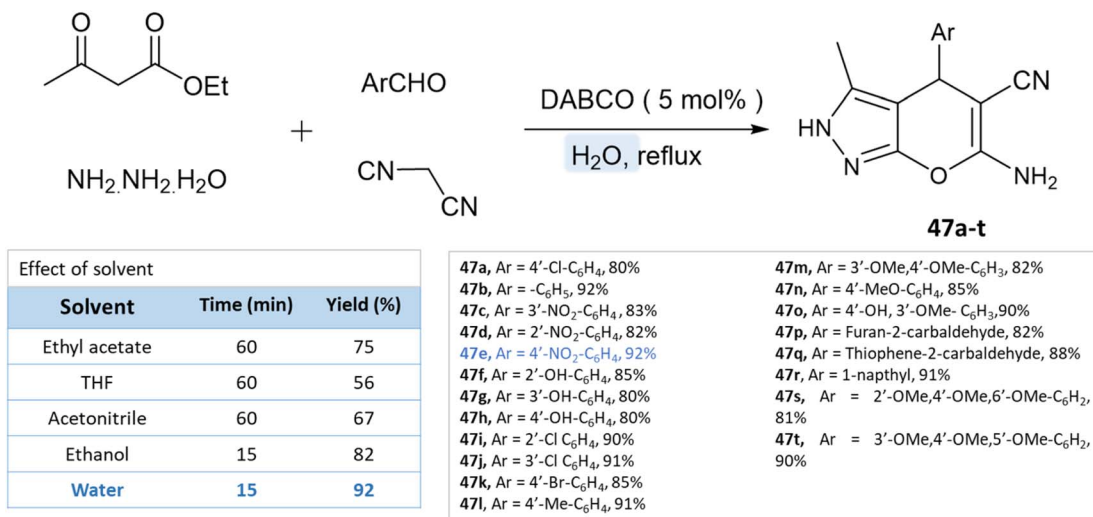 O
O
OEt
NH₂.NH₂.H₂O
+
ArCHO
CN
CN
DABCO ( 5 mol% )
H₂O, reflux
Ar
CN
HN
N
O
NH₂
47a-t
Effect of solvent
Solvent Time (min) Yield (%)
Ethyl acetate 60 75
THF 60 56
Acetonitrile 60 67
Ethanol 15 82
Water 15 92
47a, Ar = 4′-Cl-C₆H₄, 80%
47b, Ar = -C₆H₅, 92%
47c, Ar = 3′-NO₂-C₆H₄, 83%
47d, Ar = 2′-NO₂-C₆H₄, 82%
47e, Ar = 4′-NO₂-C₆H₄, 92%
47f, Ar = 2′-OH-C₆H₄, 85%
47g, Ar = 3′-OH-C₆H₄, 80%
47h, Ar = 4′-OH-C₆H₄, 80%
47i, Ar = 2′-Cl C₆H₄, 90%
47j, Ar = 3′-Cl C₆H₄, 91%
47k, Ar = 4′-Br-C₆H₄, 85%
47l, Ar = 4′-Me-C₆H₄, 91%
47m, Ar = 3′-OMe,4′-OMe-C₆H₃, 82%
47n, Ar = 4′-MeO-C₆H₄, 85%
47o, Ar = 4′-OH, 3′-OMe- C₆H₃,90%
47p, Ar = Furan-2-carbaldehyde, 82%
47q, Ar = Thiophene-2-carbaldehyde, 88%
47r, Ar = 1-napthyl, 91%
47s, Ar = 2′-OMe,4′-OMe,6′-OMe-C₆H₂,
81%
47t, Ar = 3′-OMe,4′-OMe,5′-OMe-C₆H₂,
90%